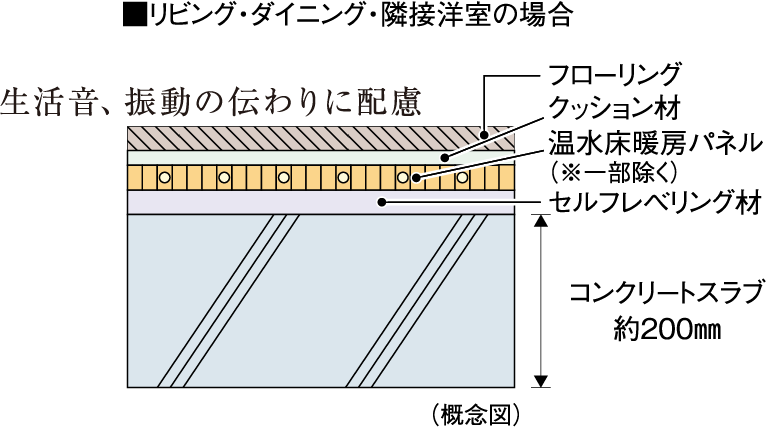 ■リビング・ダイニング・隣接洋室の場合
生活音、振動の伝わりに配慮
フローリング
クッション材
温水床暖房パネル
（※一部除く）
セルフレベリング材
コンクリートスラブ
約200㎜
（概念図）